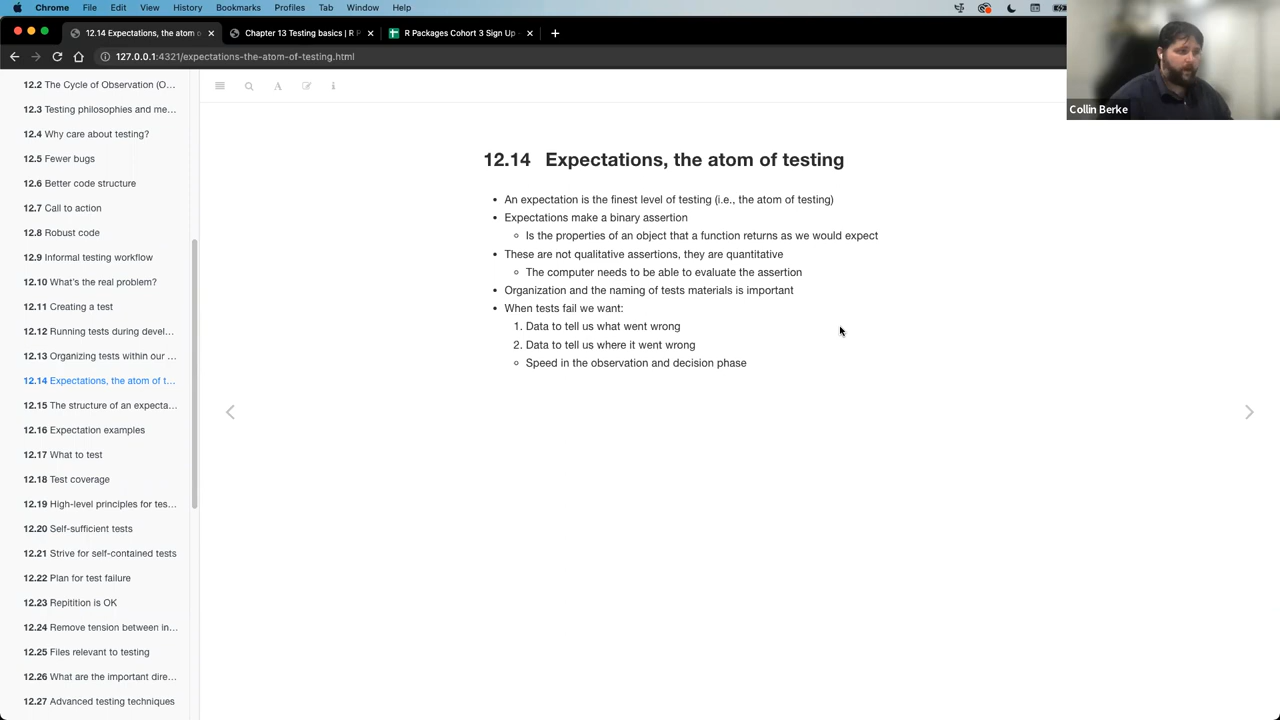 Chrome File Edit View History Bookmarks Profiles Tab Window Help
12.14 Expectations, the atom o
Chapter 13 Testing basics | R P
R Packages Cohort 3 Sign Up
127.0.0.1:4321/expectations-the-atom-of-testing.html
Collin Berke
12.2 The Cycle of Observation (O...
12.3 Testing philosophies and me...
12.4 Why care about testing?
12.5 Fewer bugs
12.6 Better code structure
12.7 Call to action
12.8 Robust code
12.9 Informal testing workflow
12.10 What's the real problem?
12.11 Creating a test
12.12 Running tests during devel...
12.13 Organizing tests within our ...
12.14 Expectations, the atom of t...
12.15 The structure of an expecta...
12.16 Expectation examples
12.17 What to test
12.18 Test coverage
12.19 High-level principles for tes...
12.20 Self-sufficient tests
12.21 Strive for self-contained tests
12.22 Plan for test failure
12.23 Repitition is OK
12.24 Remove tension between in...
12.25 Files relevant to testing
12.26 What are the important dire...
12.27 Advanced testing techniques
12.14 Expectations, the atom of testing
• An expectation is the finest level of testing (i.e., the atom of testing)
• Expectations make a binary assertion
◦ Is the properties of an object that a function returns as we would expect
• These are not qualitative assertions, they are quantitative
◦ The computer needs to be able to evaluate the assertion
• Organization and the naming of tests materials is important
• When tests fail we want:
1. Data to tell us what went wrong
2. Data to tell us where it went wrong
◦ Speed in the observation and decision phase